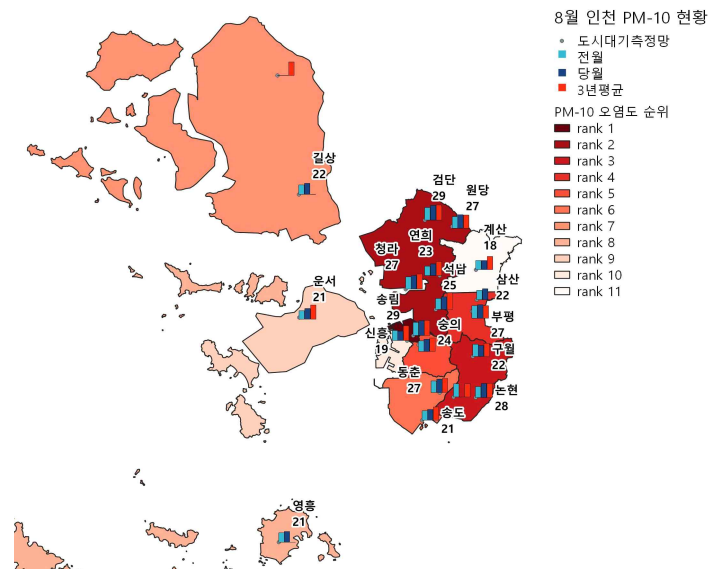 8월 인천 PM-10 현황
도시대기측정망
전월
당월
3년평균
PM-10 오염도 순위
rank 1
rank 2
rank 3
rank 4
rank 5
rank 6
rank 7
rank 8
rank 9
rank 10
rank 11
길상
22
검단
29
원당
27
계산
18
연희
23
청라
27
석남
25
삼산
22
운서
21
송림
29
숭의
24
부평
27
신흥
19
구월
22
동춘
27
논현
28
송도
21
영흥
21